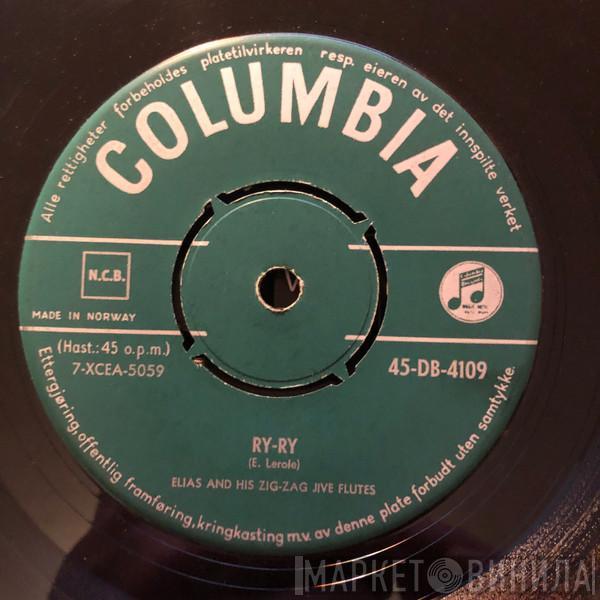 Alle rettigheter forbeholdes platetilvirkeren resp. eieren av det innspilte verket
COLUMBIA
N.C.B.
MADE IN NORWAY
(Hast.: 45 o.p.m.)
7-XCEA-5059
45-DB-4109
RY-RY
(E. Lerole)
ELIAS AND HIS ZIG-ZAG JIVE FLUTES
Ettergjøring, offentlig framføring, kringkasting m.v. av denne plate forbudt uten samtykke.
МАРКЕТ ВИНИЛА